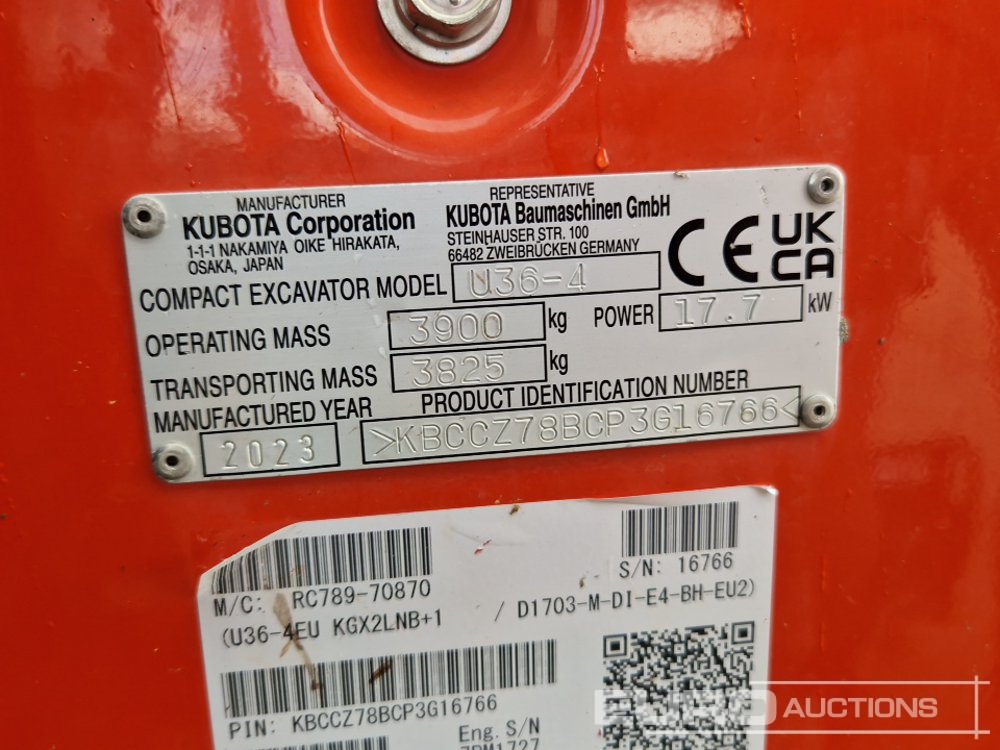 MANUFACTURER
KUBOTA Corporation
1-1-1 NAKAMIYA OIKE HIRAKATA,
OSAKA, JAPAN
REPRESENTATIVE
KUBOTA Baumaschinen GmbH
STEINHAUSER STR. 100
66482 ZWEIBRÜCKEN GERMANY
CE UK
CA
COMPACT EXCAVATOR MODEL U36-4
OPERATING MASS 3900 kg POWER 17.7 kW
TRANSPORTING MASS 3825 kg
MANUFACTURED YEAR PRODUCT IDENTIFICATION NUMBER
2023 >KBCCZ78BCP3G16766<
S/N: 16766
M/C: RC789-70870
(U36-4EU KGX2LNB+1 / D1703-M-DI-E4-BH-EU2)
PIN: KBCCZ78BCP3G16766
Eng. S/N
AUCTIONS